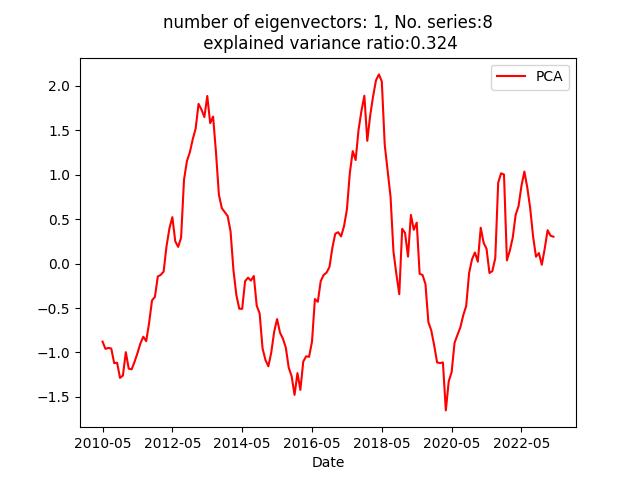 number of eigenvectors: 1, No. series:8
explained variance ratio:0.324
PCA
2.0
1.5
1.0
0.5
0.0
−0.5
−1.0
−1.5
2010-05 2012-05 2014-05 2016-05 2018-05 2020-05 2022-05
Date